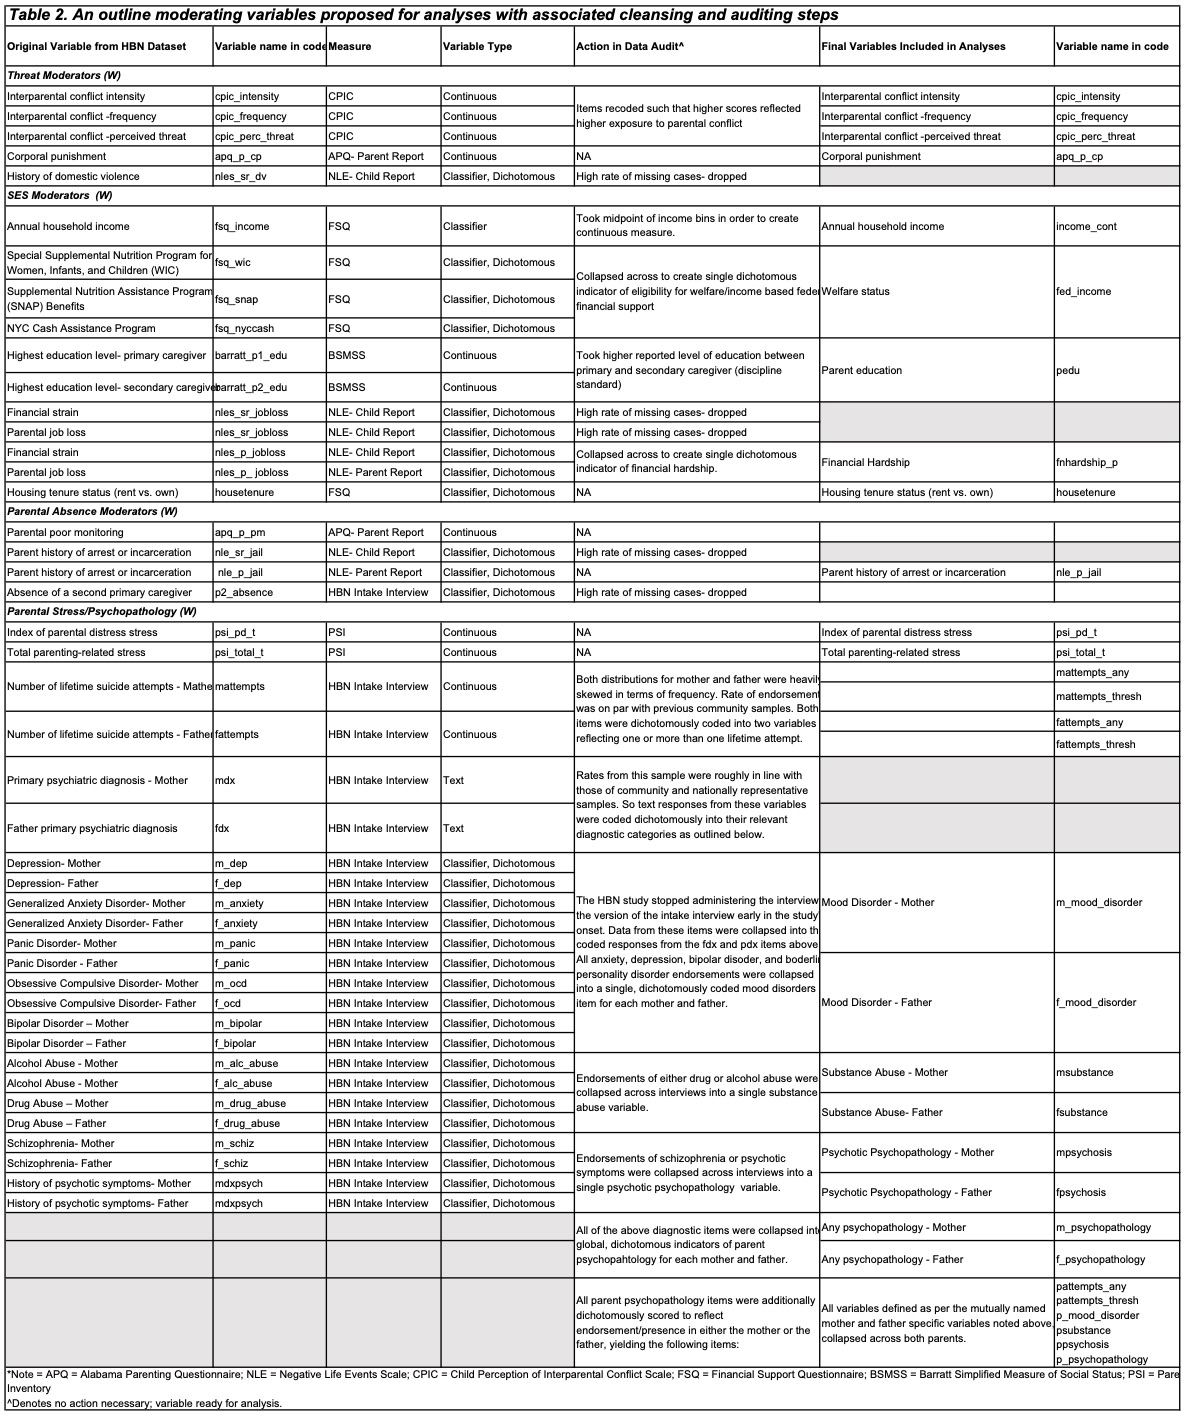 Table 2. An outline moderating variables proposed for analyses with associated cleansing and auditing steps
Original Variable from HBN Dataset Variable name in code Measure Variable Type Action in Data Audit^ Final Variables Included in Analyses Variable name in code
Threat Moderators (W)
Interparental conflict intensity cpic_intensity CPIC Continuous Interparental conflict intensity cpic_intensity
Items recoded such that higher scores reflected
Interparental conflict -frequency cpic_frequency CPIC Continuous Interparental conflict -frequency cpic_frequency
higher exposure to parental conflict
Interparental conflict -perceived threat cpic_perc_threat CPIC Continuous Interparental conflict -perceived threat cpic_perc_threat
Corporal punishment apq_p_cp APQ- Parent Report Continuous NA Corporal punishment apq_p_cp
History of domestic violence nles_sr_dv NLE- Child Report Classifier, Dichotomous High rate of missing cases- dropped
SES Moderators (W)
Annual household income fsq_income FSQ Classifier Annual household income income_cont
Took midpoint of income bins in order to create
continuous measure.
Special Supplemental Nutrition Program for
Women, Infants, and Children (WIC)
fsq_wic FSQ Classifier, Dichotomous
Supplemental Nutrition Assistance Program
(SNAP) Benefits
fsq_snap FSQ Classifier, Dichotomous
NYC Cash Assistance Program fsq_nyccash FSQ Classifier, Dichotomous
Collapsed across to create single dichotomous
indicator of eligibility for welfare/income based feder
financial support
Welfare status fed_income
Highest education level- primary caregiver barratt_p1_edu BSMSS Continuous
Highest education level- secondary caregiver barratt_p2_edu BSMSS Continuous
Took higher reported level of education between
primary and secondary caregiver (discipline
standard)
Parent education pedu
Financial strain nles_sr_jobloss NLE- Child Report Classifier, Dichotomous High rate of missing cases- dropped
Parental job loss nles_sr_jobloss NLE- Child Report Classifier, Dichotomous High rate of missing cases- dropped
Financial strain nles_p_jobloss NLE- Child Report Classifier, Dichotomous
Parental job loss nles_p_ jobloss NLE- Parent Report Classifier, Dichotomous
Collapsed across to create single dichotomous
indicator of financial hardship.
Financial Hardship fnhardship_p
Housing tenure status (rent vs. own) housetenure FSQ Classifier, Dichotomous NA Housing tenure status (rent vs. own) housetenure
Parental Absence Moderators (W)
Parental poor monitoring apq_p_pm APQ- Parent Report Continuous NA
Parent history of arrest or incarceration nle_sr_jail NLE- Child Report Classifier, Dichotomous High rate of missing cases- dropped
Parent history of arrest or incarceration nle_p_jail NLE- Parent Report Classifier, Dichotomous NA Parent history of arrest or incarceration nle_p_jail
Absence of a second primary caregiver p2_absence HBN Intake Interview Classifier, Dichotomous High rate of missing cases- dropped
Parental Stress/Psychopathology (W)
Index of parental distress stress psi_pd_t PSI Continuous NA Index of parental distress stress psi_pd_t
Total parenting-related stress psi_total_t PSI Continuous NA Total parenting-related stress psi_total_t
Number of lifetime suicide attempts - Mathe mattempts HBN Intake Interview Continuous
Number of lifetime suicide attempts - Father fattempts HBN Intake Interview Continuous
Both distributions for mother and father were heavily
skewed in terms of frequency. Rate of endorsement
was on par with previous community samples. Both
items were dichotomously coded into two variables
reflecting one or more than one lifetime attempt.
mattempts_any
mattempts_thresh
fattempts_any
fattempts_thresh
Primary psychiatric diagnosis - Mother mdx HBN Intake Interview Text
Father primary psychiatric diagnosis fdx HBN Intake Interview Text
Rates from this sample were roughly in line with
those of community and nationally representative
samples. So text responses from these variables
were coded dichotomously into their relevant
diagnostic categories as outlined below.
Depression- Mother m_dep HBN Intake Interview Classifier, Dichotomous
Depression- Father f_dep HBN Intake Interview Classifier, Dichotomous
Generalized Anxiety Disorder- Mother m_anxiety HBN Intake Interview Classifier, Dichotomous
Generalized Anxiety Disorder- Father f_anxiety HBN Intake Interview Classifier, Dichotomous
Panic Disorder- Mother m_panic HBN Intake Interview Classifier, Dichotomous
Panic Disorder - Father f_panic HBN Intake Interview Classifier, Dichotomous
Obsessive Compulsive Disorder- Mother m_ocd HBN Intake Interview Classifier, Dichotomous
Obsessive Compulsive Disorder- Father f_ocd HBN Intake Interview Classifier, Dichotomous
Bipolar Disorder – Mother m_bipolar HBN Intake Interview Classifier, Dichotomous
Bipolar Disorder – Father f_bipolar HBN Intake Interview Classifier, Dichotomous
The HBN study stopped administering the interview
the version of the intake interview early in the study
onset. Data from these items were collapsed into th
coded responses from the fdx and pdx items above
All anxiety, depression, bipolar disoder, and boderlin
personality disorder endorsements were collapsed
into a single, dichotomously coded mood disorders
item for each mother and father.
Mood Disorder - Mother m_mood_disorder
Mood Disorder - Father f_mood_disorder
Alcohol Abuse - Mother m_alc_abuse HBN Intake Interview Classifier, Dichotomous
Alcohol Abuse - Mother f_alc_abuse HBN Intake Interview Classifier, Dichotomous
Drug Abuse – Mother m_drug_abuse HBN Intake Interview Classifier, Dichotomous
Drug Abuse – Father f_drug_abuse HBN Intake Interview Classifier, Dichotomous
Endorsements of either drug or alcohol abuse were
collapsed across interviews into a single substance
abuse variable.
Substance Abuse - Mother msubstance
Substance Abuse- Father fsubstance
Schizophrenia- Mother m_schiz HBN Intake Interview Classifier, Dichotomous
Schizophrenia- Father f_schiz HBN Intake Interview Classifier, Dichotomous
History of psychotic symptoms- Mother mdxpsych HBN Intake Interview Classifier, Dichotomous
History of psychotic symptoms- Father mdxpsych HBN Intake Interview Classifier, Dichotomous
Endorsements of schizophrenia or psychotic
symptoms were collapsed across interviews into a
single psychotic psychopathology variable.
Psychotic Psychopathology - Mother mpsychosis
Psychotic Psychopathology - Father fpsychosis
All of the above diagnostic items were collapsed into
global, dichotomous indicators of parent
psychopahtology for each mother and father.
Any psychopathology - Mother m_psychopathology
Any psychopathology - Father f_psychopathology
All parent psychopathology items were additionally
dichotomously scored to reflect
endorsement/presence in either the mother or the
father, yielding the following items:
All variables defined as per the mutually named
mother and father specific variables noted above,
collapsed across both parents.
pattempts_any
pattempts_thresh
p_mood_disorder
psubstance
ppsychosis
p_psychopathology
*Note = APQ = Alabama Parenting Questionnaire; NLE = Negative Life Events Scale; CPIC = Child Perception of Interparental Conflict Scale; FSQ = Financial Support Questionnaire; BSMSS = Barratt Simplified Measure of Social Status; PSI = Pare
Inventory
^Denotes no action necessary; variable ready for analysis.